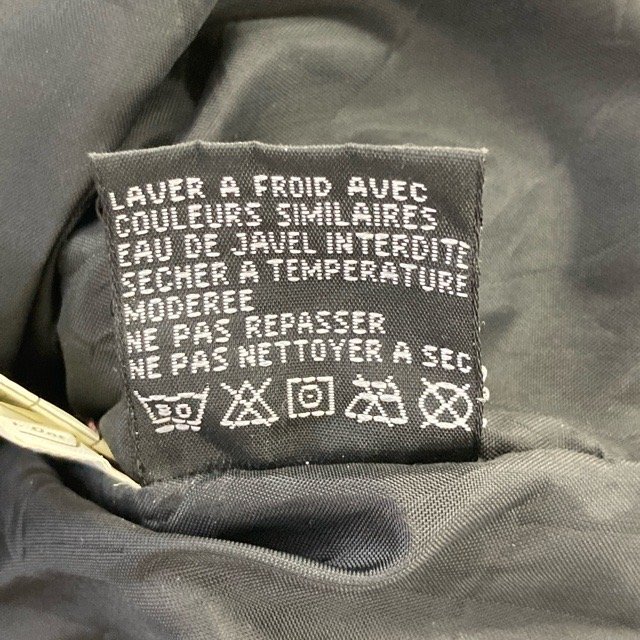 LAVER A FROID AVEC
COULEURS SIMILAIRES
EAU DE JAVEL INTERDITE
SECHER A TEMPERATURE
MODEREE
NE PAS REPASSER
NE PAS NETTOYER A SEC
30